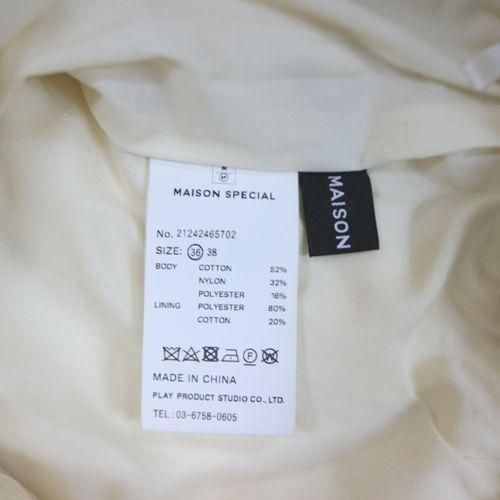 MAISON SPECIAL
No. 21242465702
SIZE: 36 38
BODY COTTON 52%
NYLON 32%
POLYESTER 16%
LINING POLYESTER 80%
COTTON 20%
MADE IN CHINA
PLAY PRODUCT STUDIO CO., LTD.
TEL : 03-6758-0605
MAISON